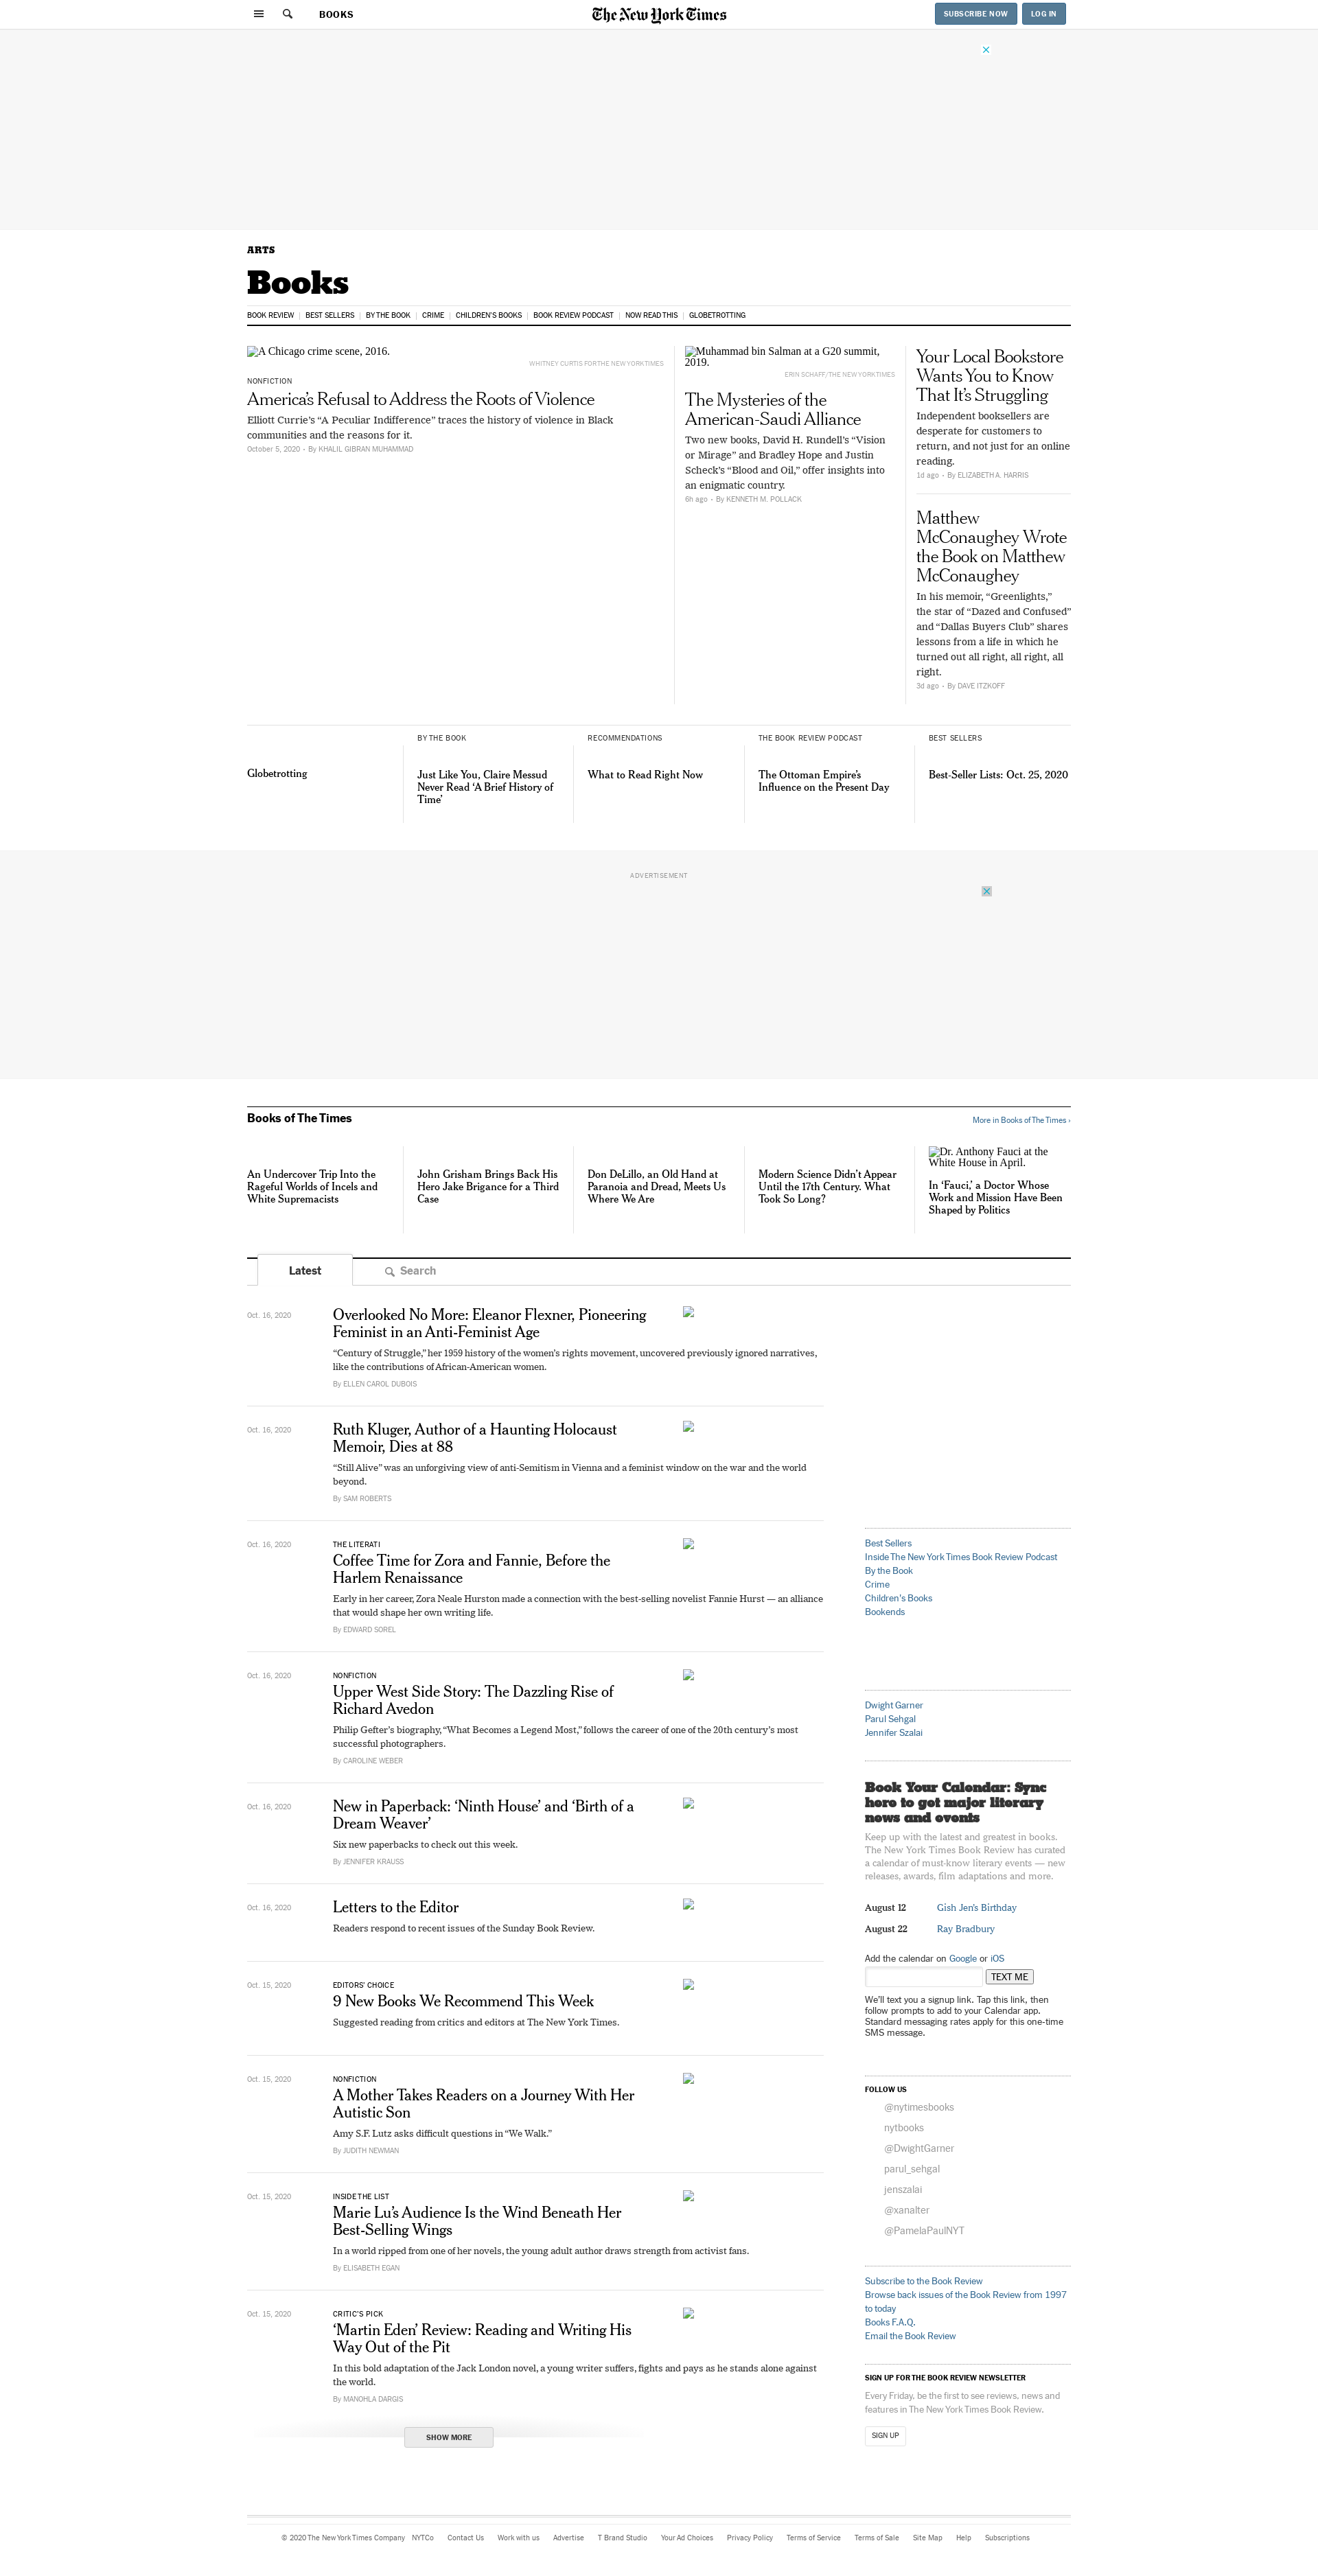 BOOKS
The New York Times
SUBSCRIBE NOW
LOG IN
ARTS
Books
BOOK REVIEW
BEST SELLERS
BY THE BOOK
CRIME
CHILDREN'S BOOKS
BOOK REVIEW PODCAST
NOW READ THIS
GLOBETROTTING
A Chicago crime scene, 2016.
WHITNEY CURTIS FOR THE NEW YORK TIMES
NONFICTION
America's Refusal to Address the Roots of Violence
Elliott Currie's “A Peculiar Indifference” traces the history of violence in Black
communities and the reasons for it.
October 5, 2020 • By KHALIL GIBRAN MUHAMMAD
Muhammad bin Salman at a G20 summit,
2019.
ERIN SCHAFF/THE NEW YORK TIMES
The Mysteries of the
American-Saudi Alliance
Two new books, David H. Rundell's “Vision
or Mirage” and Bradley Hope and Justin
Scheck's “Blood and Oil,” offer insights into
an enigmatic country.
6h ago • By KENNETH M. POLLACK
Your Local Bookstore
Wants You to Know
That It's Struggling
Independent booksellers are
desperate for customers to
return, and not just for an online
reading.
1d ago • By ELIZABETH A. HARRIS
Matthew
McConaughey Wrote
the Book on Matthew
McConaughey
In his memoir, “Greenlights,”
the star of “Dazed and Confused”
and “Dallas Buyers Club” shares
lessons from a life in which he
turned out all right, all right, all
right.
3d ago • By DAVE ITZKOFF
Globetrotting
BY THE BOOK
Just Like You, Claire Messud
Never Read ‘A Brief History of
Time’
RECOMMENDATIONS
What to Read Right Now
THE BOOK REVIEW PODCAST
The Ottoman Empire's
Influence on the Present Day
BEST SELLERS
Best-Seller Lists: Oct. 25, 2020
ADVERTISEMENT
Books of The Times
More in Books of The Times ›
An Undercover Trip Into the
Rageful Worlds of Incels and
White Supremacists
John Grisham Brings Back His
Hero Jake Brigance for a Third
Case
Don DeLillo, an Old Hand at
Paranoia and Dread, Meets Us
Where We Are
Modern Science Didn't Appear
Until the 17th Century. What
Took So Long?
Dr. Anthony Fauci at the
White House in April.
In ‘Fauci,’ a Doctor Whose
Work and Mission Have Been
Shaped by Politics
Latest
Search
Oct. 16, 2020
Overlooked No More: Eleanor Flexner, Pioneering
Feminist in an Anti-Feminist Age
“Century of Struggle,” her 1959 history of the women's rights movement, uncovered previously ignored narratives,
like the contributions of African-American women.
By ELLEN CAROL DUBOIS
Oct. 16, 2020
Ruth Kluger, Author of a Haunting Holocaust
Memoir, Dies at 88
“Still Alive” was an unforgiving view of anti-Semitism in Vienna and a feminist window on the war and the world
beyond.
By SAM ROBERTS
Oct. 16, 2020
THE LITERATI
Coffee Time for Zora and Fannie, Before the
Harlem Renaissance
Early in her career, Zora Neale Hurston made a connection with the best-selling novelist Fannie Hurst — an alliance
that would shape her own writing life.
By EDWARD SOREL
Oct. 16, 2020
NONFICTION
Upper West Side Story: The Dazzling Rise of
Richard Avedon
Philip Gefter's biography, “What Becomes a Legend Most,” follows the career of one of the 20th century's most
successful photographers.
By CAROLINE WEBER
Oct. 16, 2020
New in Paperback: ‘Ninth House’ and ‘Birth of a
Dream Weaver’
Six new paperbacks to check out this week.
By JENNIFER KRAUSS
Oct. 16, 2020
Letters to the Editor
Readers respond to recent issues of the Sunday Book Review.
Oct. 15, 2020
EDITORS' CHOICE
9 New Books We Recommend This Week
Suggested reading from critics and editors at The New York Times.
Oct. 15, 2020
NONFICTION
A Mother Takes Readers on a Journey With Her
Autistic Son
Amy S.F. Lutz asks difficult questions in “We Walk.”
By JUDITH NEWMAN
Oct. 15, 2020
INSIDE THE LIST
Marie Lu's Audience Is the Wind Beneath Her
Best-Selling Wings
In a world ripped from one of her novels, the young adult author draws strength from activist fans.
By ELISABETH EGAN
Oct. 15, 2020
CRITIC'S PICK
‘Martin Eden’ Review: Reading and Writing His
Way Out of the Pit
In this bold adaptation of the Jack London novel, a young writer suffers, fights and pays as he stands alone against
the world.
By MANOHLA DARGIS
SHOW MORE
Best Sellers
Inside The New York Times Book Review Podcast
By the Book
Crime
Children's Books
Bookends
Dwight Garner
Parul Sehgal
Jennifer Szalai
Book Your Calendar: Sync
here to get major literary
news and events
Keep up with the latest and greatest in books.
The New York Times Book Review has curated
a calendar of must-know literary events — new
releases, awards, film adaptations and more.
August 12 Gish Jen's Birthday
August 22 Ray Bradbury
Add the calendar on Google or iOS
TEXT ME
We'll text you a signup link. Tap this link, then
follow prompts to add to your Calendar app.
Standard messaging rates apply for this one-time
SMS message.
FOLLOW US
@nytimesbooks
nytbooks
@DwightGarner
parul_sehgal
jenszalai
@xanalter
@PamelaPaulNYT
Subscribe to the Book Review
Browse back issues of the Book Review from 1997
to today
Books F.A.Q.
Email the Book Review
SIGN UP FOR THE BOOK REVIEW NEWSLETTER
Every Friday, be the first to see reviews, news and
features in The New York Times Book Review.
SIGN UP
© 2020 The New York Times Company NYTCo Contact Us Work with us Advertise T Brand Studio Your Ad Choices Privacy Policy Terms of Service Terms of Sale Site Map Help Subscriptions